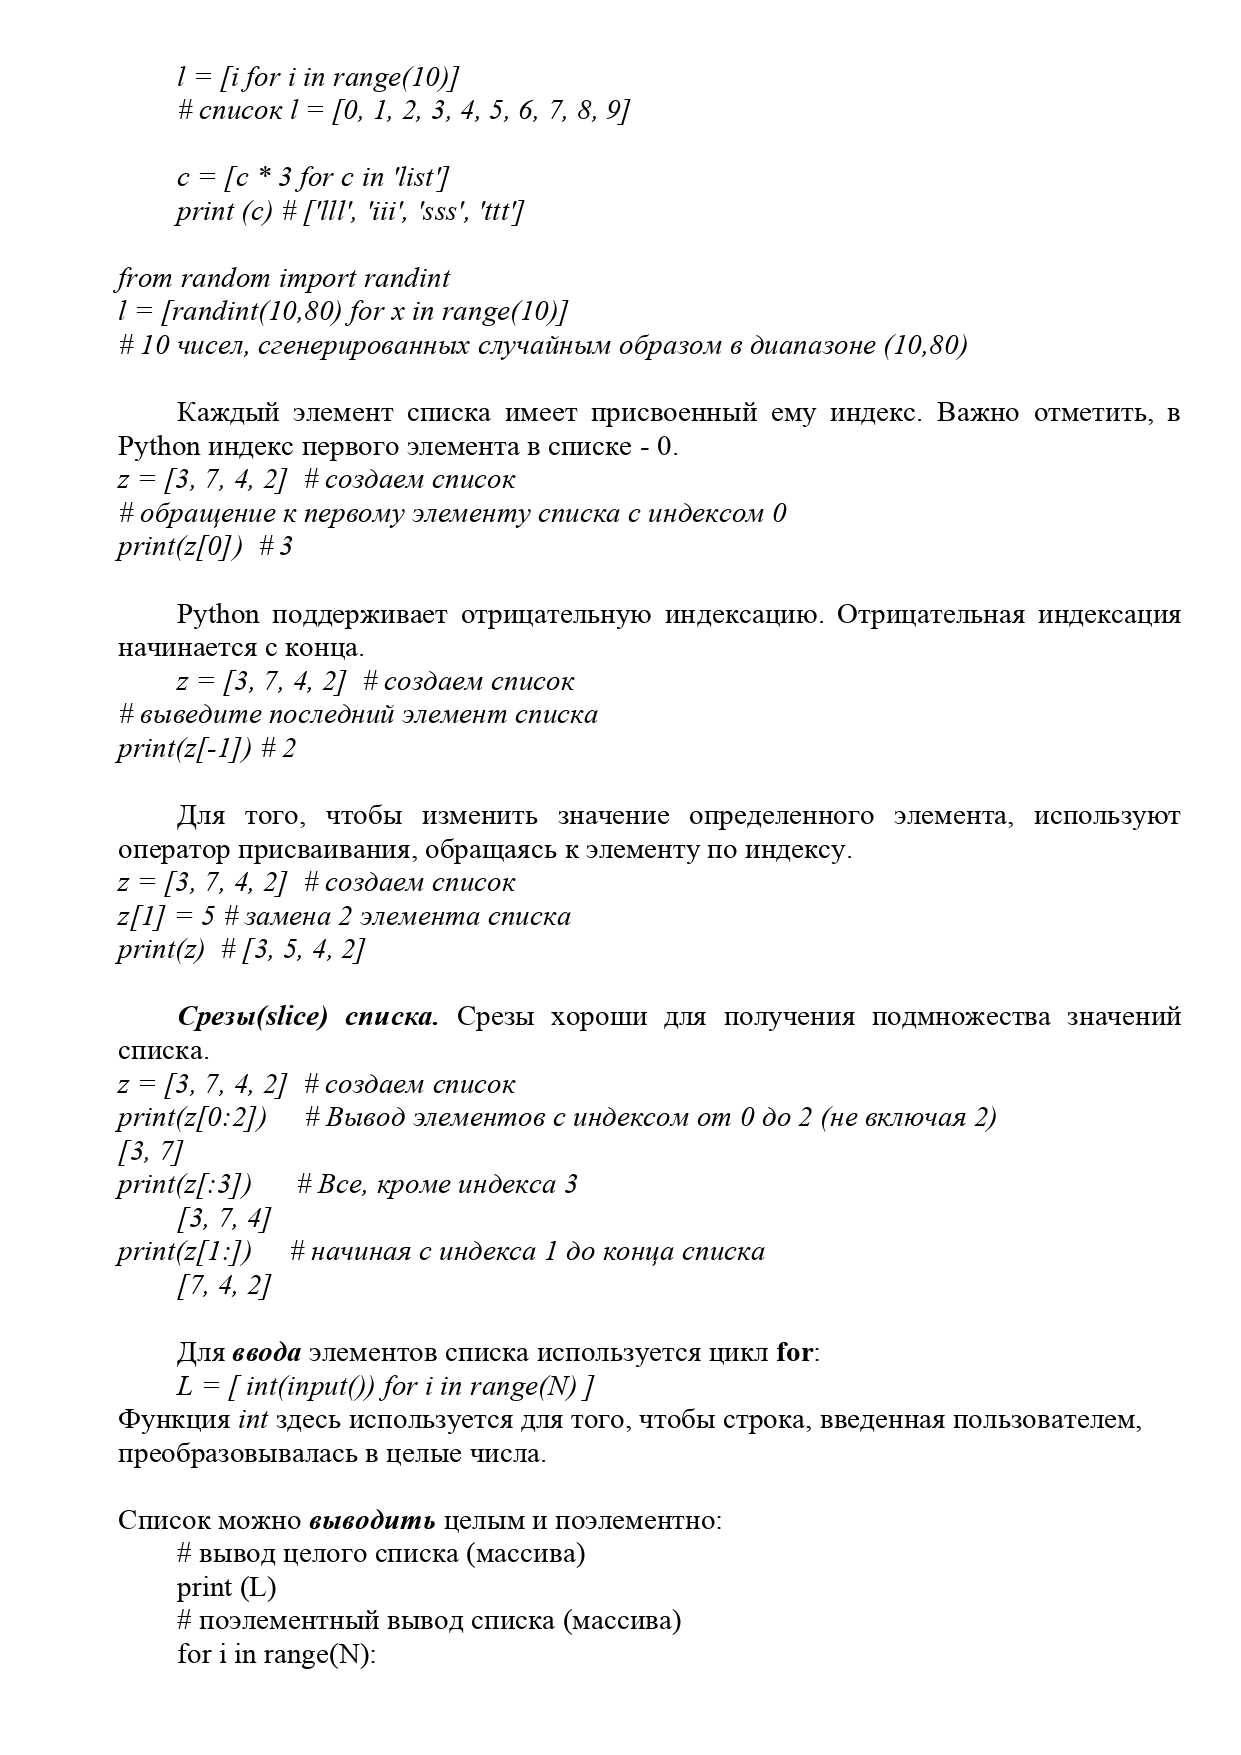 l = [i for i in range(10)]
# список l = [0, 1, 2, 3, 4, 5, 6, 7, 8, 9]
c = [c * 3 for c in 'list']
print (c) # ['lll', 'iii', 'sss', 'ttt']
from random import randint
l = [randint(10,80) for x in range(10)]
# 10 чисел, сгенерированных случайным образом в диапазоне (10,80)
Каждый элемент списка имеет присвоенный ему индекс. Важно отметить, в
Python индекс первого элемента в списке - 0.
z = [3, 7, 4, 2]  # создаем список
# обращение к первому элементу списка с индексом 0
print(z[0])  # 3
Python поддерживает отрицательную индексацию. Отрицательная индексация
начинается с конца.
z = [3, 7, 4, 2]  # создаем список
# выведите последний элемент списка
print(z[-1]) # 2
Для того, чтобы изменить значение определенного элемента, используют
оператор присваивания, обращаясь к элементу по индексу.
z = [3, 7, 4, 2]  # создаем список
z[1] = 5 # замена 2 элемента списка
print(z)  # [3, 5, 4, 2]
Срезы(slice) списка. Срезы хороши для получения подмножества значений
списка.
z = [3, 7, 4, 2]  # создаем список
print(z[0:2])     # Вывод элементов с индексом от 0 до 2 (не включая 2)
[3, 7]
print(z[:3])      # Все, кроме индекса 3
[3, 7, 4]
print(z[1:])     # начиная с индекса 1 до конца списка
[7, 4, 2]
Для ввода элементов списка используется цикл for:
L = [ int(input()) for i in range(N) ]
Функция int здесь используется для того, чтобы строка, введенная пользователем,
преобразовывалась в целые числа.
Список можно выводить целым и поэлементно:
# вывод целого списка (массива)
print (L)
# поэлементный вывод списка (массива)
for i in range(N):